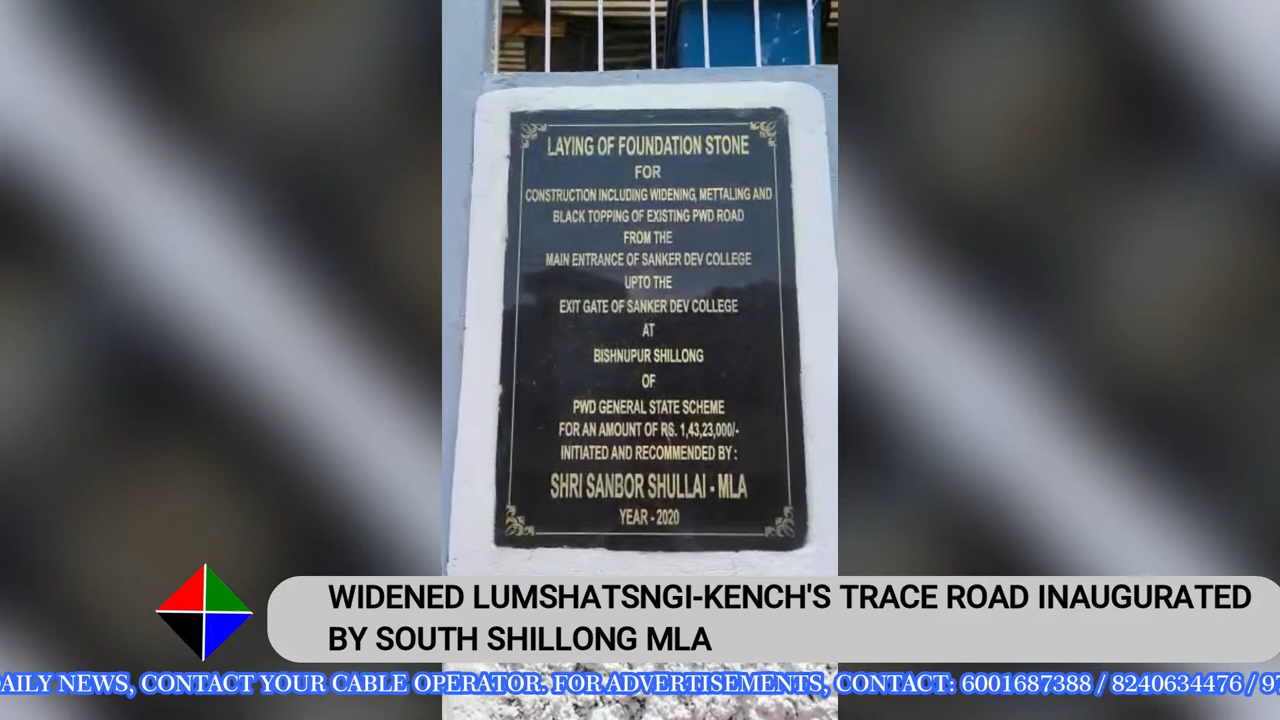 LAYING OF FOUNDATION STONE
FOR
CONSTRUCTION INCLUDING WIDENING, METTALING AND
BLACK TOPPING OF EXISTING PWD ROAD
FROM THE
MAIN ENTRANCE OF SANKER DEV COLLEGE
UPTO THE
EXIT GATE OF SANKER DEV COLLEGE
AT
BISHNUPUR SHILLONG
OF
PWD GENERAL STATE SCHEME
FOR AN AMOUNT OF RS. 1,43,23,000/-
INITIATED AND RECOMMENDED BY :
SHRI SANBOR SHULLAI - MLA
YEAR - 2020
WIDENED LUMSHATSNGI-KENCH'S TRACE ROAD INAUGURATED
BY SOUTH SHILLONG MLA
AILY NEWS, CONTACT YOUR CABLE OPERATOR. FOR ADVERTISEMENTS, CONTACT: 6001687388 / 8240634476 / 97